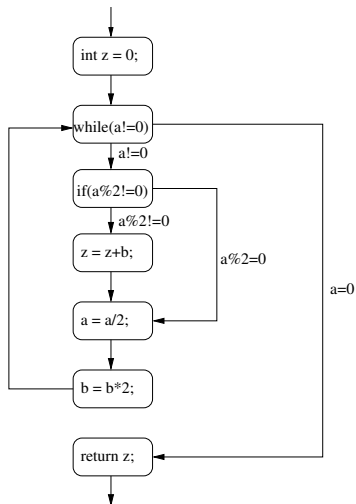 int z = 0;
while(a!=0)
a!=0
if(a%2!=0)
a%2!=0
z = z+b;
a%2=0
a=0
a = a/2;
b = b*2;
return z;